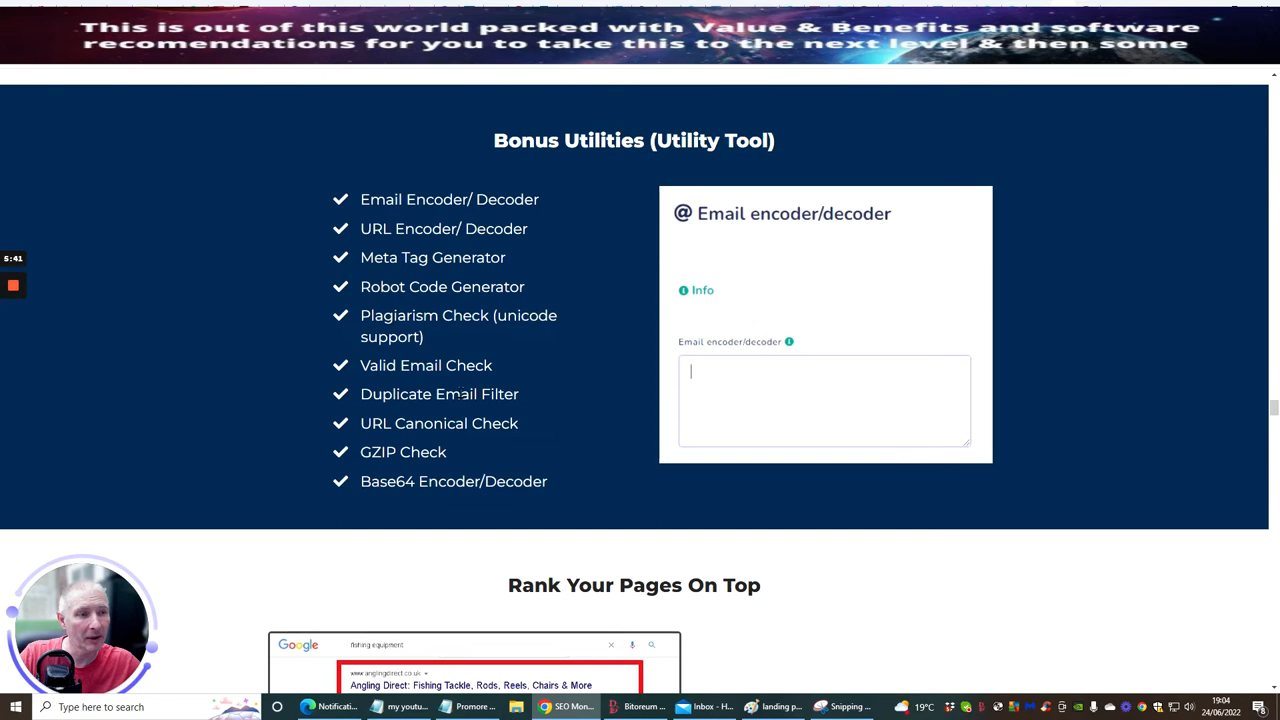 This is out of this world packed with Value & Benefits and software
recomendations for you to take this to the next level & then some
Bonus Utilities (Utility Tool)
Email Encoder/ Decoder
URL Encoder/ Decoder
Meta Tag Generator
Robot Code Generator
Plagiarism Check (unicode
support)
Valid Email Check
Duplicate Email Filter
URL Canonical Check
GZIP Check
Base64 Encoder/Decoder
@ Email encoder/decoder
Info
Email encoder/decoder
5:41
Rank Your Pages On Top
Google
fishing equipment
www.anglingdirect.co.uk
Angling Direct: Fishing Tackle, Rods, Reels, Chairs & More
Type here to search
Notificati...
my youtu...
Promore ...
SEO Mon...
Bitoreum ...
Inbox - H...
landing p...
Snipping ...
19°C
19:04
24/06/2022